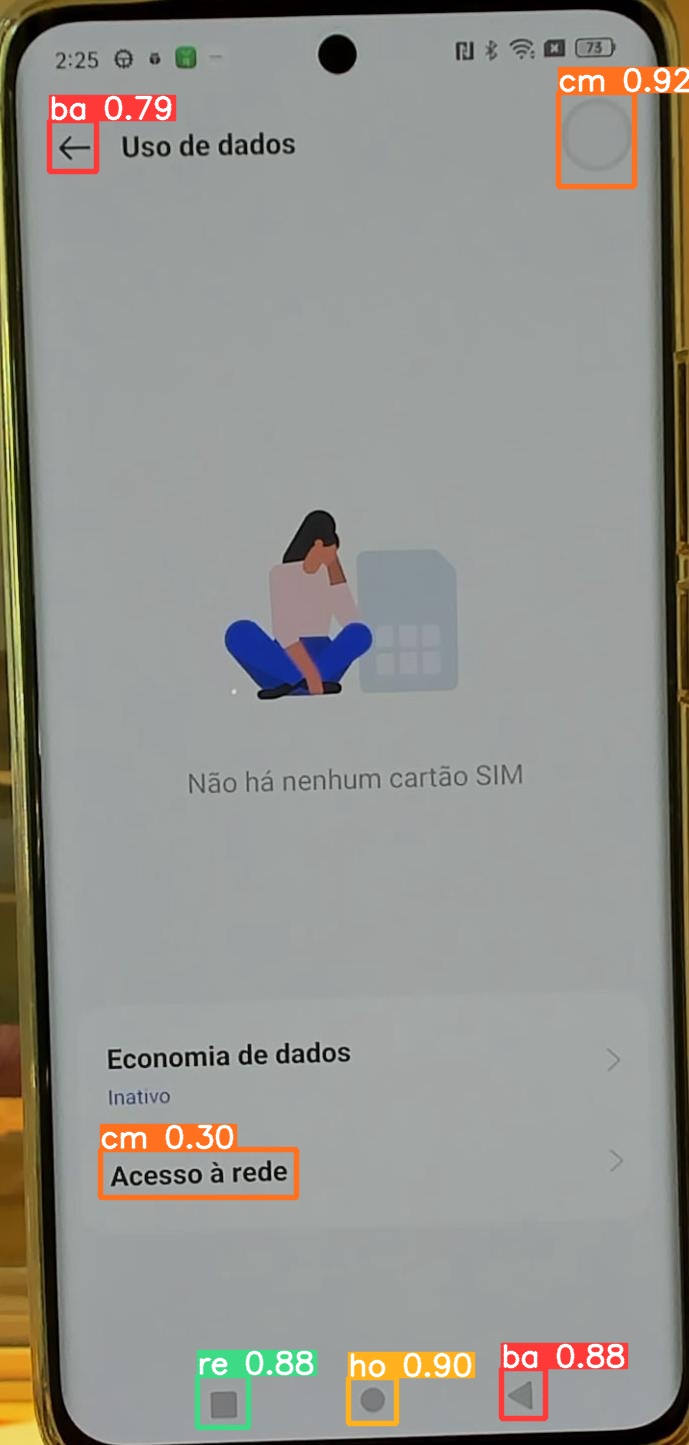 2:25
73
cm 0.92
ba 0.79
Uso de dados
Não há nenhum cartão SIM
Economia de dados
Inativo
cm 0.30
Acesso à rede
re 0.88
ho 0.90
ba 0.88